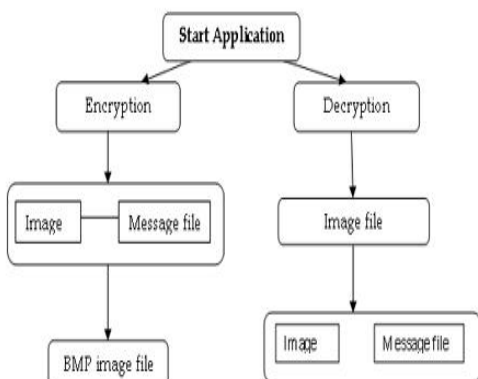 Start Application
Encryption
Decryption
Image
Message file
Image file
BMP image file
Image
Message file